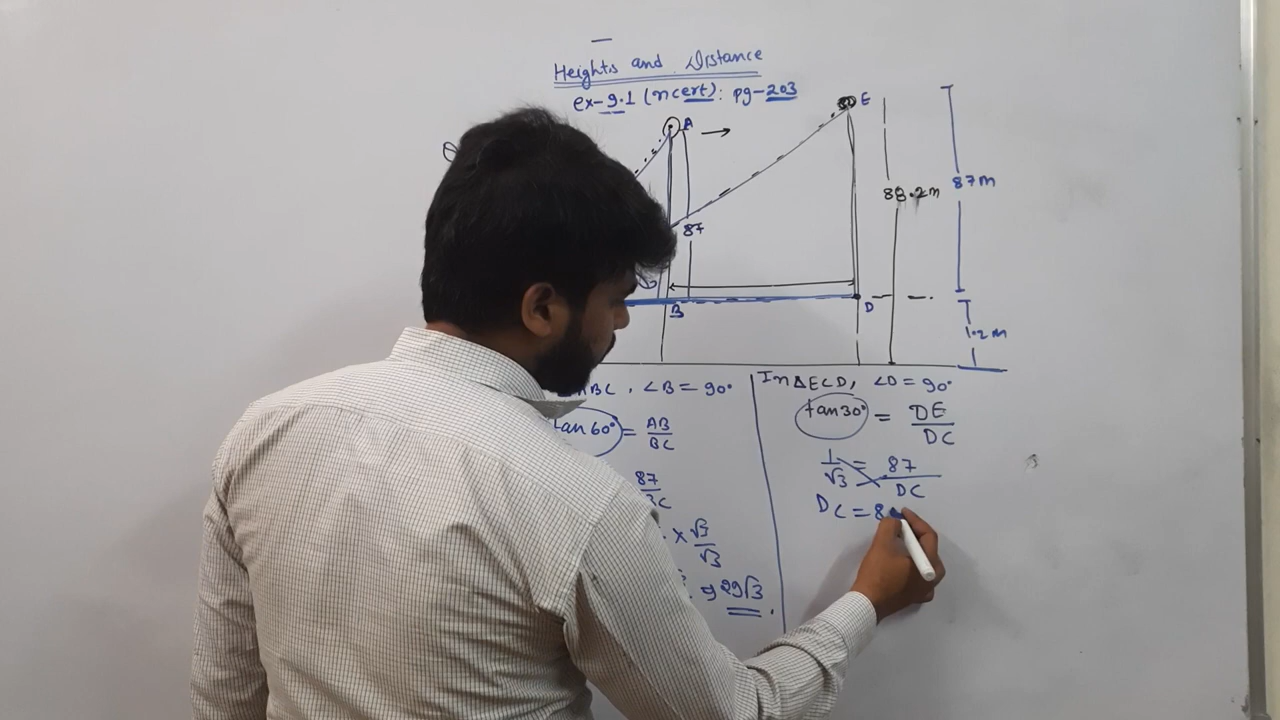 Heights and Distance
ex-9.1 (ncert): pg-203
A
E
87m
88.2m
87
B
D
1.2m
BC, ∠B = 90°
tan 60° = AB/BC
87
C
× √3/√3
29√3
In ΔECD, ∠D = 90°
tan30° = DE/DC
1/√3 = 87/DC
DC = 8